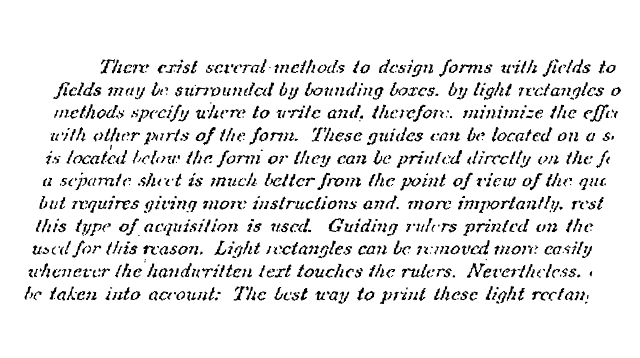 There exist several methods to design forms with fields to
fields may be surrounded by bounding boxes, by light rectangles o
methods specify where to write and, therefore, minimize the effe
with other parts of the form. These guides can be located on a s
is located below the form or they can be printed directly on the f
a separate sheet is much better from the point of view of the qua
but requires giving more instructions and, more importantly, rest
this type of acquisition is used. Guiding rulers printed on the
used for this reason. Light rectangles can be removed more easily
whenever the handwritten text touches the rulers. Nevertheless,
be taken into account: The best way to print these light rectan